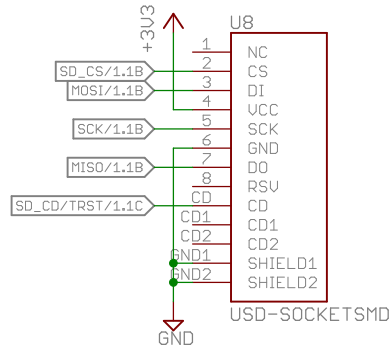 +3V3
U8
1 NC
SD_CS/1.1B 2 CS
MOSI/1.1B 3 DI
4 VCC
SCK/1.1B 5 SCK
6 GND
MISO/1.1B 7 DO
8 RSV
SD_CD/TRST/1.1C CD CD
CD1 CD1
CD2 CD2
GND1 SHIELD1
GND2 SHIELD2
USD-SOCKETSMD
GND